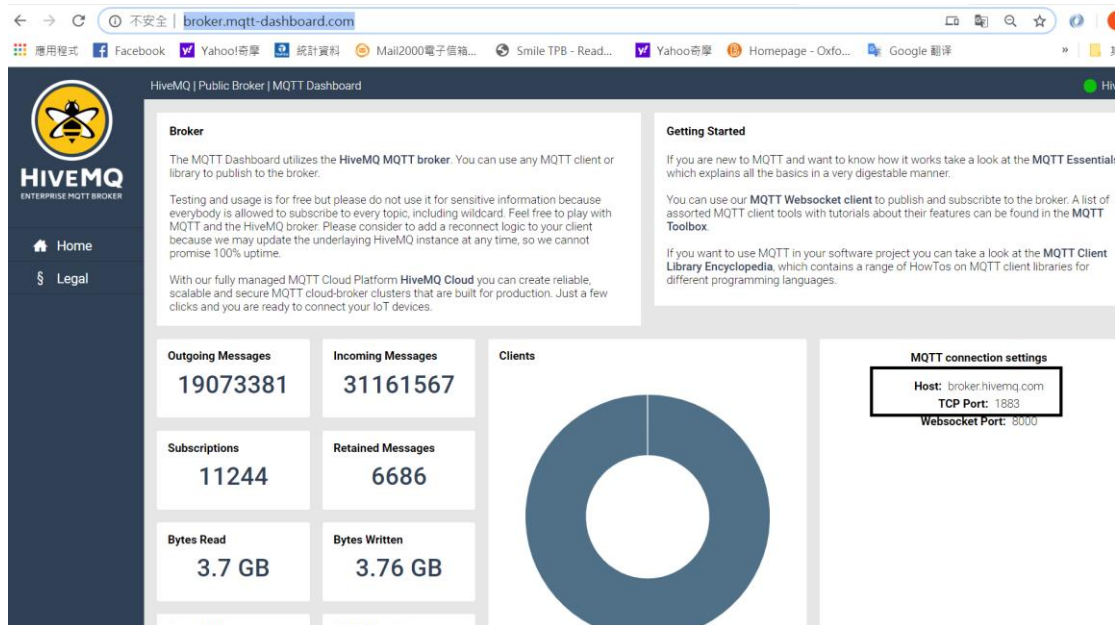 不安全 | broker.mqtt-dashboard.com
應用程式 Facebook Yahoo!奇摩 統計資料 Mail2000電子信箱... Smile TPB - Read... Yahoo奇摩 Homepage - Oxfo... Google 翻译 »
HiveMQ | Public Broker | MQTT Dashboard
HIVEMQ
ENTERPRISE MQTT BROKER
Home
§ Legal
Broker
The MQTT Dashboard utilizes the HiveMQ MQTT broker. You can use any MQTT client or
library to publish to the broker.
Testing and usage is for free but please do not use it for sensitive information because
everybody is allowed to subscribe to every topic, including wildcard. Feel free to play with
MQTT and the HiveMQ broker. Please consider to add a reconnect logic to your client
because we may update the underlaying HiveMQ instance at any time, so we cannot
promise 100% uptime.
With our fully managed MQTT Cloud Platform HiveMQ Cloud you can create reliable,
scalable and secure MQTT cloud-broker clusters that are built for production. Just a few
clicks and you are ready to connect your IoT devices.
Getting Started
If you are new to MQTT and want to know how it works take a look at the MQTT Essentials
which explains all the basics in a very digestable manner.
You can use our MQTT Websocket client to publish and subscribte to the broker. A list of
assorted MQTT client tools with tutorials about their features can be found in the MQTT
Toolbox.
If you want to use MQTT in your software project you can take a look at the MQTT Client
Library Encyclopedia, which contains a range of HowTos on MQTT client libraries for
different programming languages.
Outgoing Messages
19073381
Incoming Messages
31161567
Subscriptions
11244
Retained Messages
6686
Bytes Read
3.7 GB
Bytes Written
3.76 GB
Clients
MQTT connection settings
Host: broker.hivemq.com
TCP Port: 1883
Websocket Port: 8000